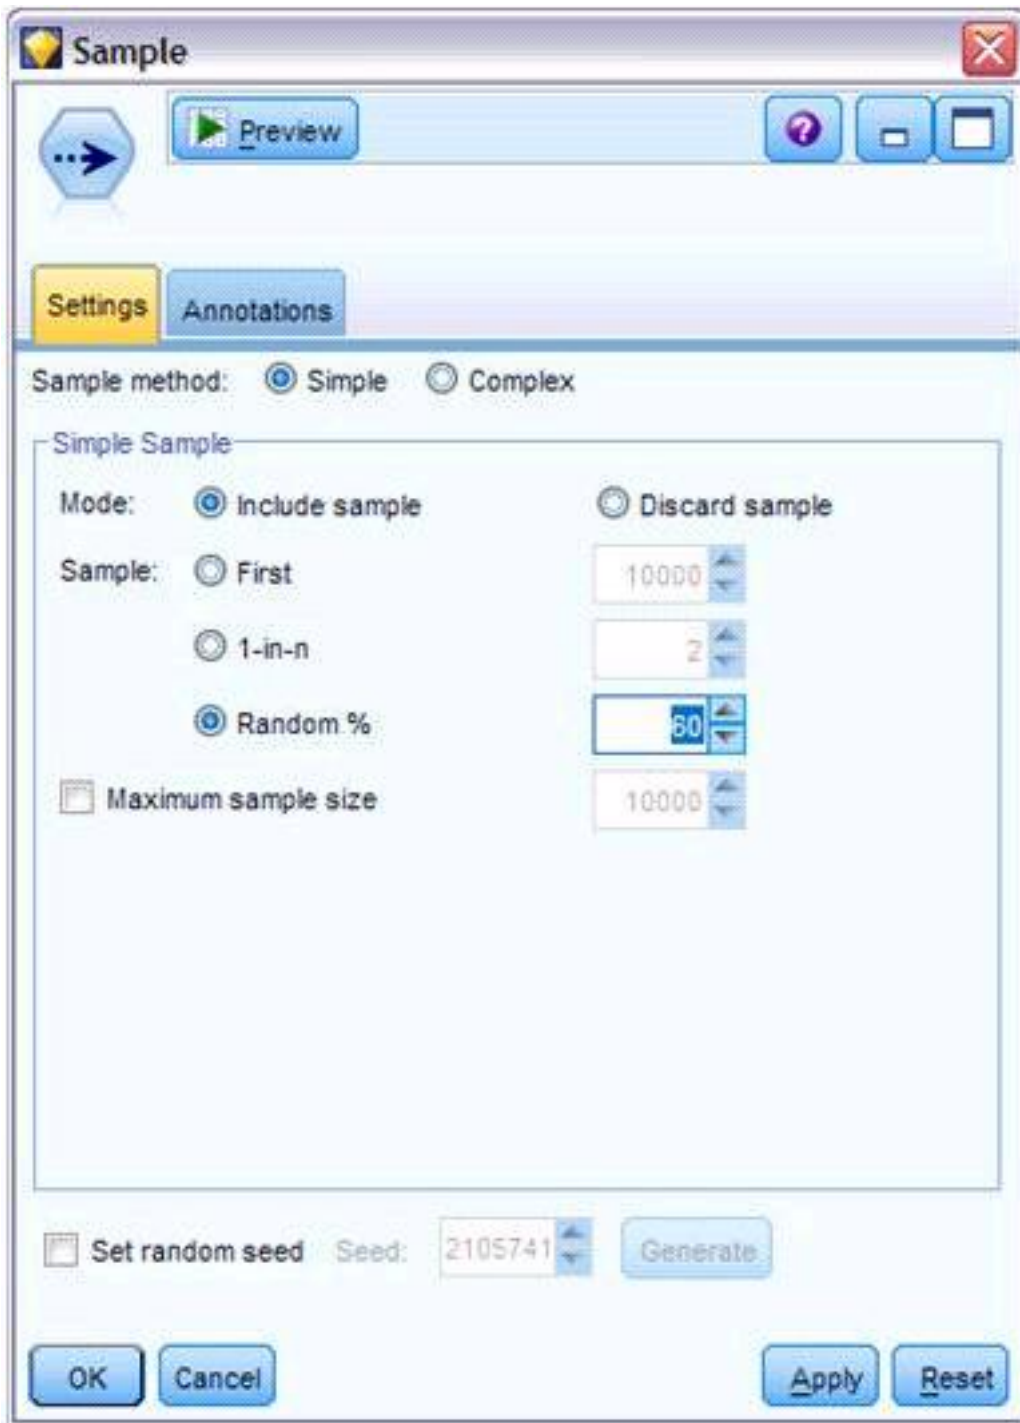 Sample
Preview
Settings Annotations
Sample method: Simple Complex
Simple Sample
Mode: Include sample Discard sample
Sample: First 10000
1-in-n 2
Random % 60
Maximum sample size 10000
Set random seed Seed: 2105741 Generate
OK Cancel Apply Reset